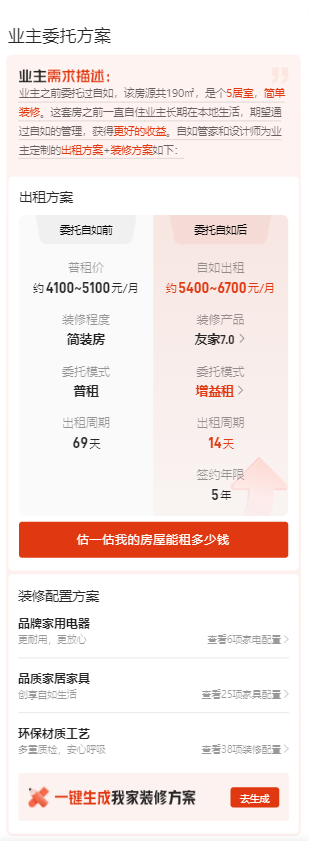 业主委托方案
业主需求描述：
业主之前委托过自如，该房源共190㎡，是个5居室，简单
装修。这套房之前一直自住业主长期在本地生活，期望通
过自如的管理，获得更好的收益。自如管家和设计师为业
主定制的出租方案+装修方案如下：
出租方案
委托自如前
委托自如后
普租价
自如出租
约4100~5100元/月
约5400~6700元/月
装修程度
装修产品
简装房
友家7.0
委托模式
委托模式
普租
增益租
出租周期
出租周期
69天
14天
签约年限
5年
估一估我的房屋能租多少钱
装修配置方案
品牌家用电器
更耐用，更放心
查看6项家电配置
品质家居家具
创享自如生活
查看25项家具配置
环保材质工艺
多重质检，安心呼吸
查看38项装修配置
一键生成我家装修方案
去生成